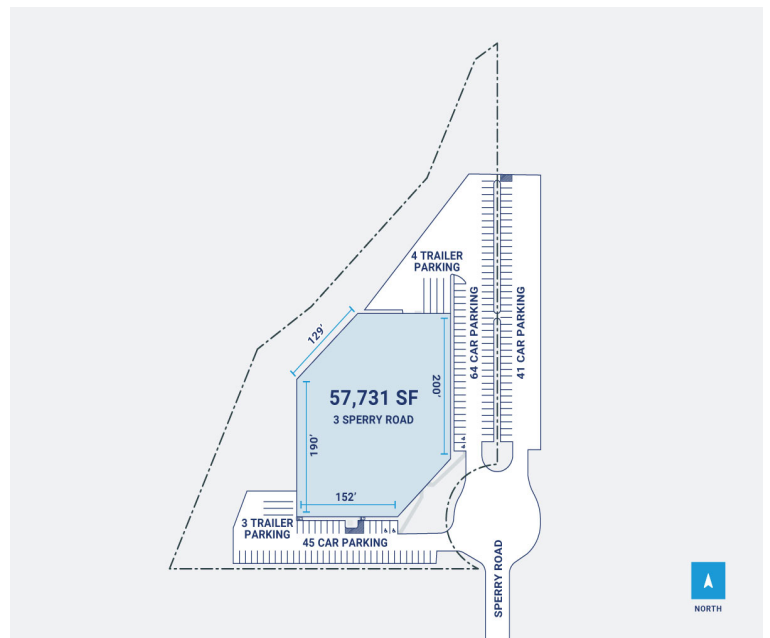 4 TRAILER
PARKING
64 CAR PARKING
41 CAR PARKING
129'
57,731 SF
3 SPERRY ROAD
200'
190'
152'
3 TRAILER
PARKING
45 CAR PARKING
SPERRY ROAD
NORTH